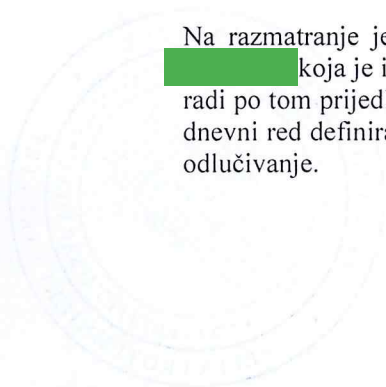 Na razmatranje je
koja je i
radi po tom prijed
dnevni red definira
odlučivanje.